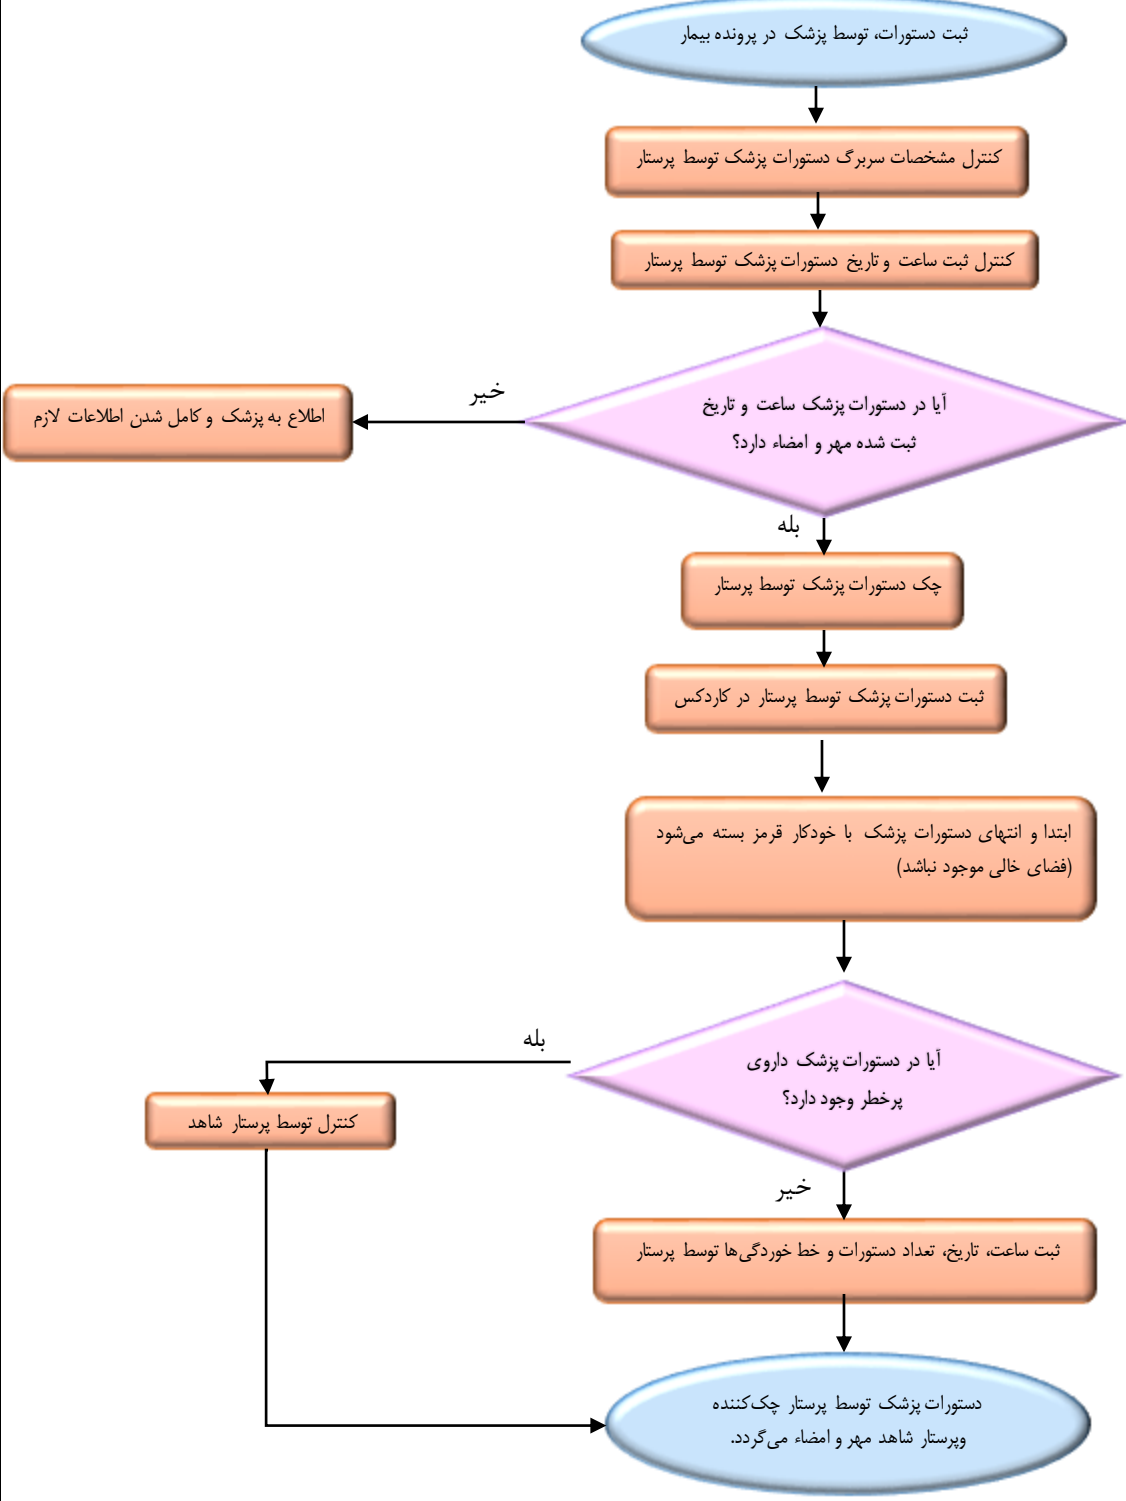 ثبت دستورات، توسط پزشک در پرونده بیمار
کنترل مشخصات سربرگ دستورات پزشک توسط پرستار
کنترل ثبت ساعت و تاریخ دستورات پزشک توسط پرستار
آیا در دستورات پزشک ساعت و تاریخ
ثبت شده مهر و امضاء دارد؟
خیر
اطلاع به پزشک و کامل شدن اطلاعات لازم
بله
چک دستورات پزشک توسط پرستار
ثبت دستورات پزشک توسط پرستار در کاردکس
ابتدا و انتهای دستورات پزشک با خودکار قرمز بسته می‌شود
(فضای خالی موجود نباشد)
آیا در دستورات پزشک داروی
پرخطر وجود دارد؟
بله
کنترل توسط پرستار شاهد
خیر
ثبت ساعت، تاریخ، تعداد دستورات و خط خوردگی‌ها توسط پرستار
دستورات پزشک توسط پرستار چک‌کننده
وپرستار شاهد مهر و امضاء می‌گردد.